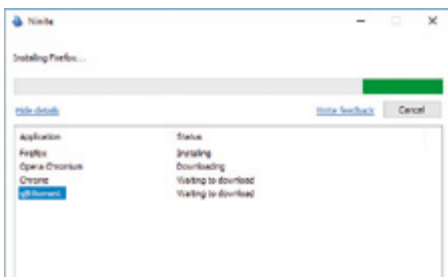 Ninite
Installing Firefox...
Hide details Write feedback Cancel
Application Status
Firefox Installing
Opera Chromium Downloading
Chrome Waiting to download
qBittorrent Waiting to download